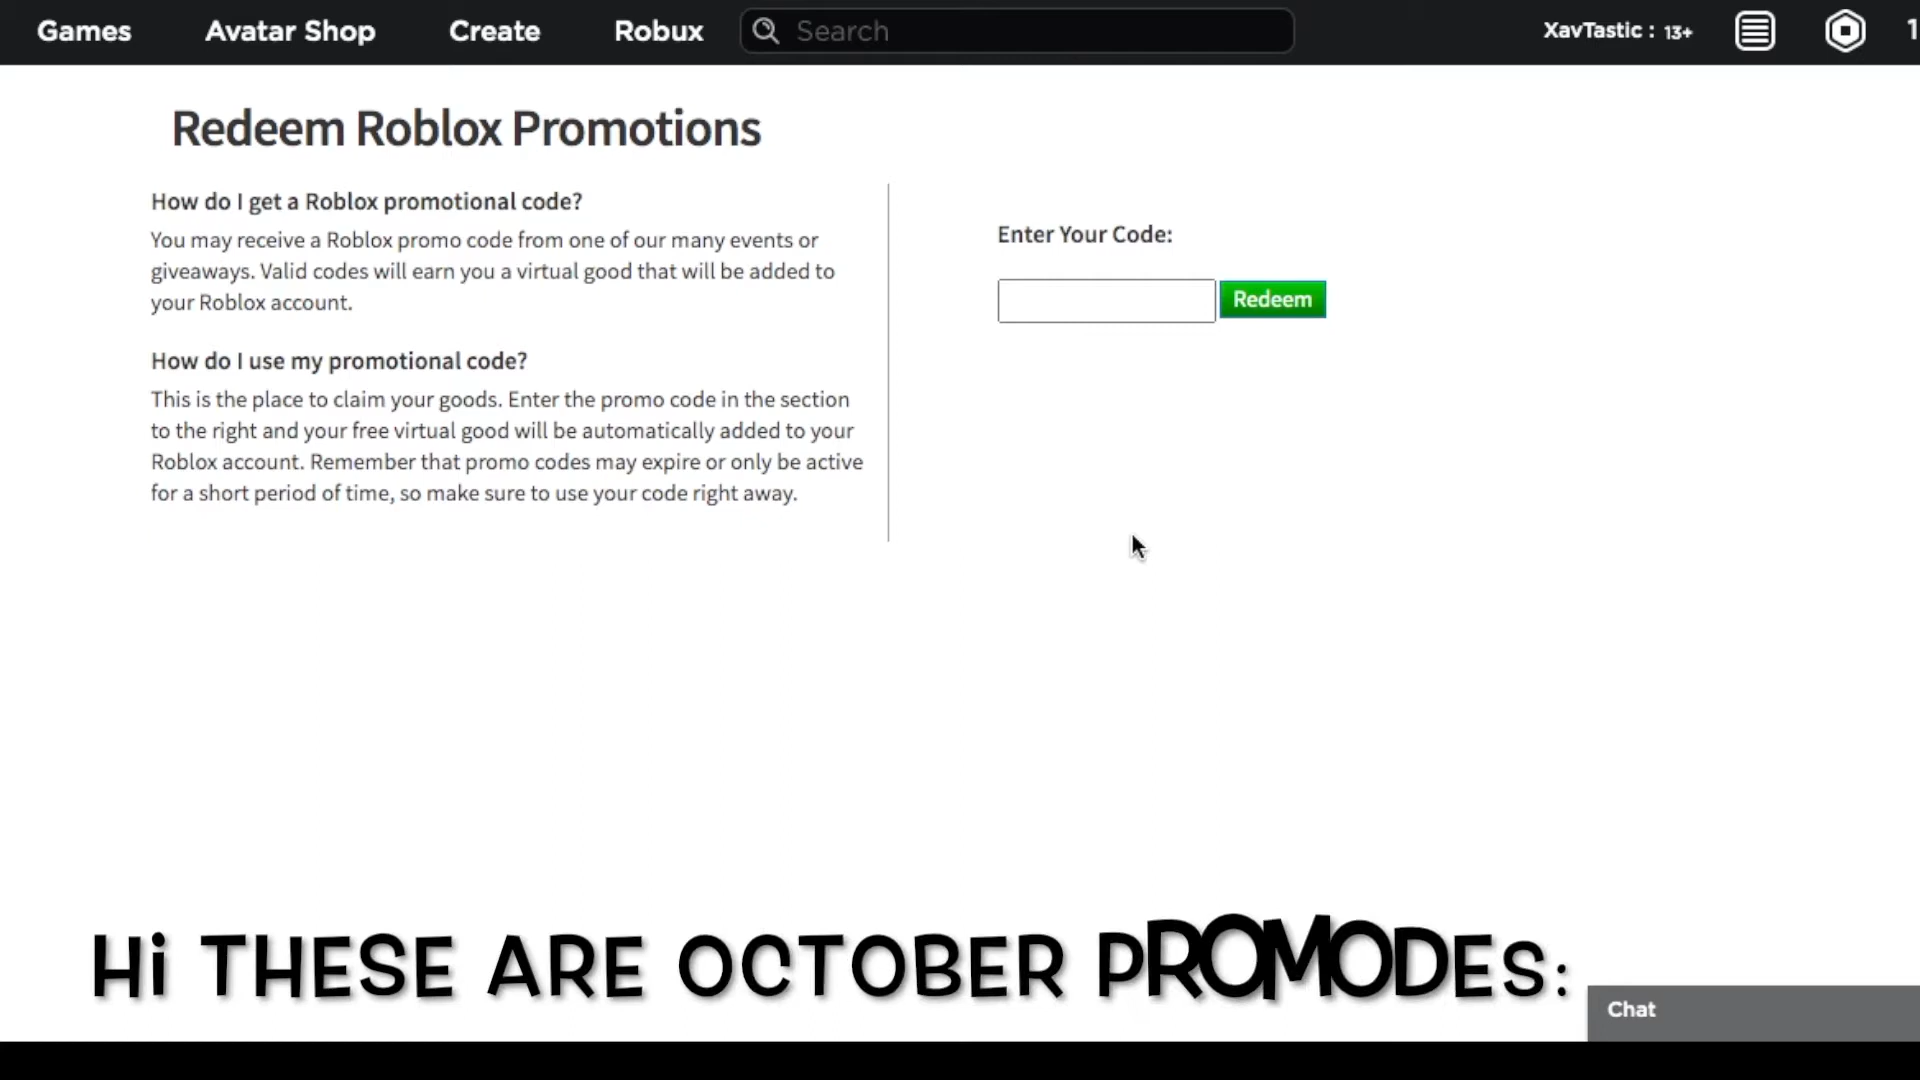 Games Avatar Shop Create Robux Search XavTastic : 13+ 1
Redeem Roblox Promotions
How do I get a Roblox promotional code?
You may receive a Roblox promo code from one of our many events or
giveaways. Valid codes will earn you a virtual good that will be added to
your Roblox account.
How do I use my promotional code?
This is the place to claim your goods. Enter the promo code in the section
to the right and your free virtual good will be automatically added to your
Roblox account. Remember that promo codes may expire or only be active
for a short period of time, so make sure to use your code right away.
Enter Your Code:
Redeem
Hi THESE ARE OCTOBER PROMODES:
Chat